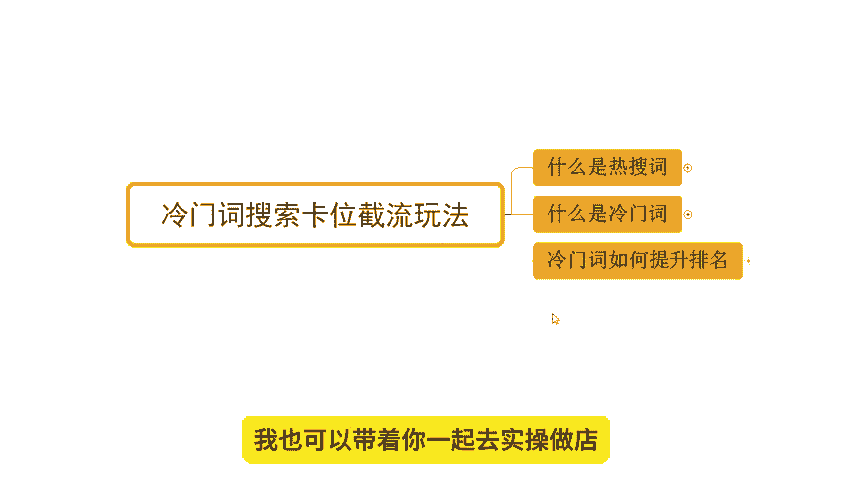 冷门词搜索卡位截流玩法
什么是热搜词
什么是冷门词
冷门词如何提升排名
我也可以带着你一起去实操做店